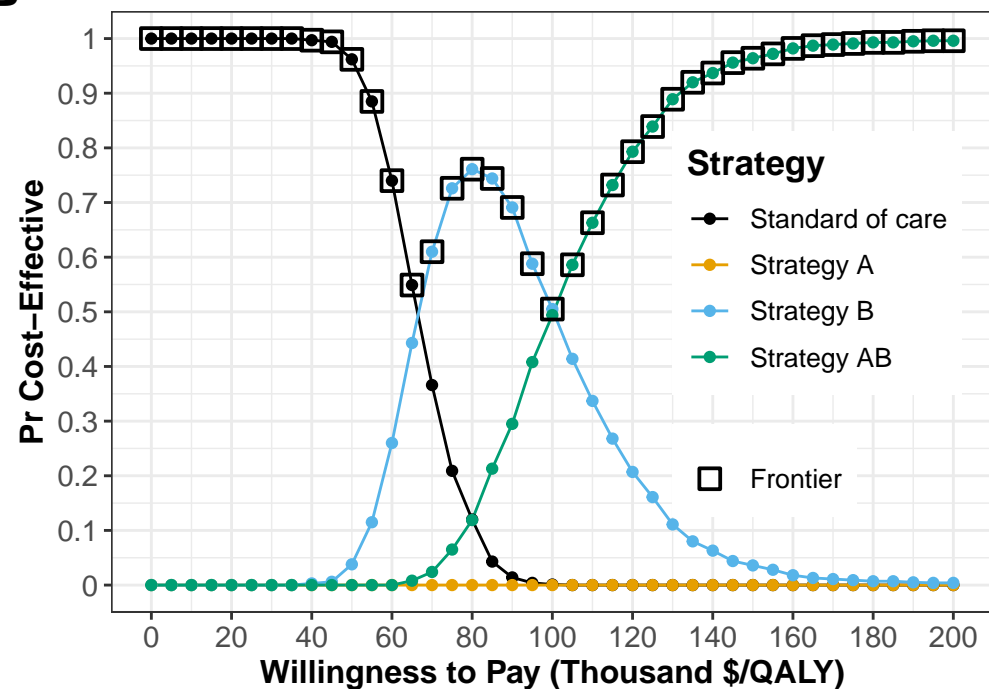 1
0.9
0.8
0.7
0.6
0.5
0.4
0.3
0.2
0.1
0
Pr Cost–Effective
Strategy
Standard of care
Strategy A
Strategy B
Strategy AB
Frontier
0 20 40 60 80 100 120 140 160 180 200
Willingness to Pay (Thousand $/QALY)